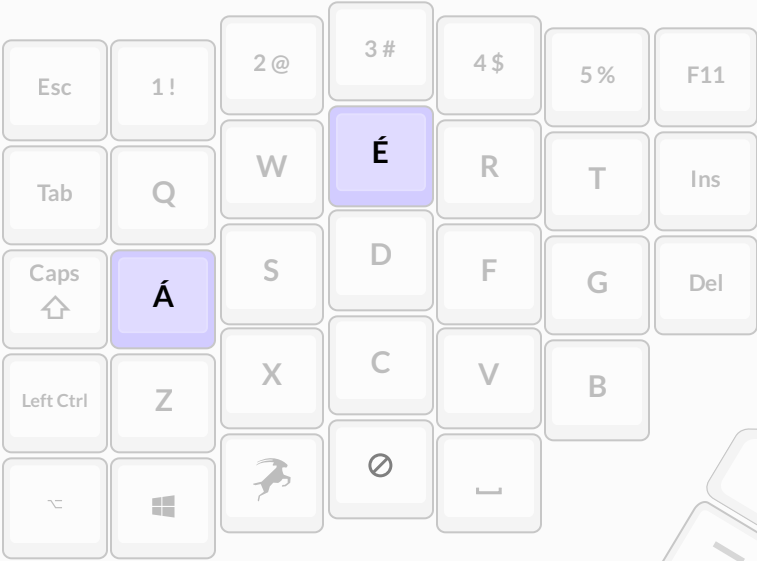 Esc 1 ! 2 @ 3 # 4 $ 5 % F11
Tab Q W É R T Ins
Caps Á S D F G Del
Left Ctrl Z X C V B